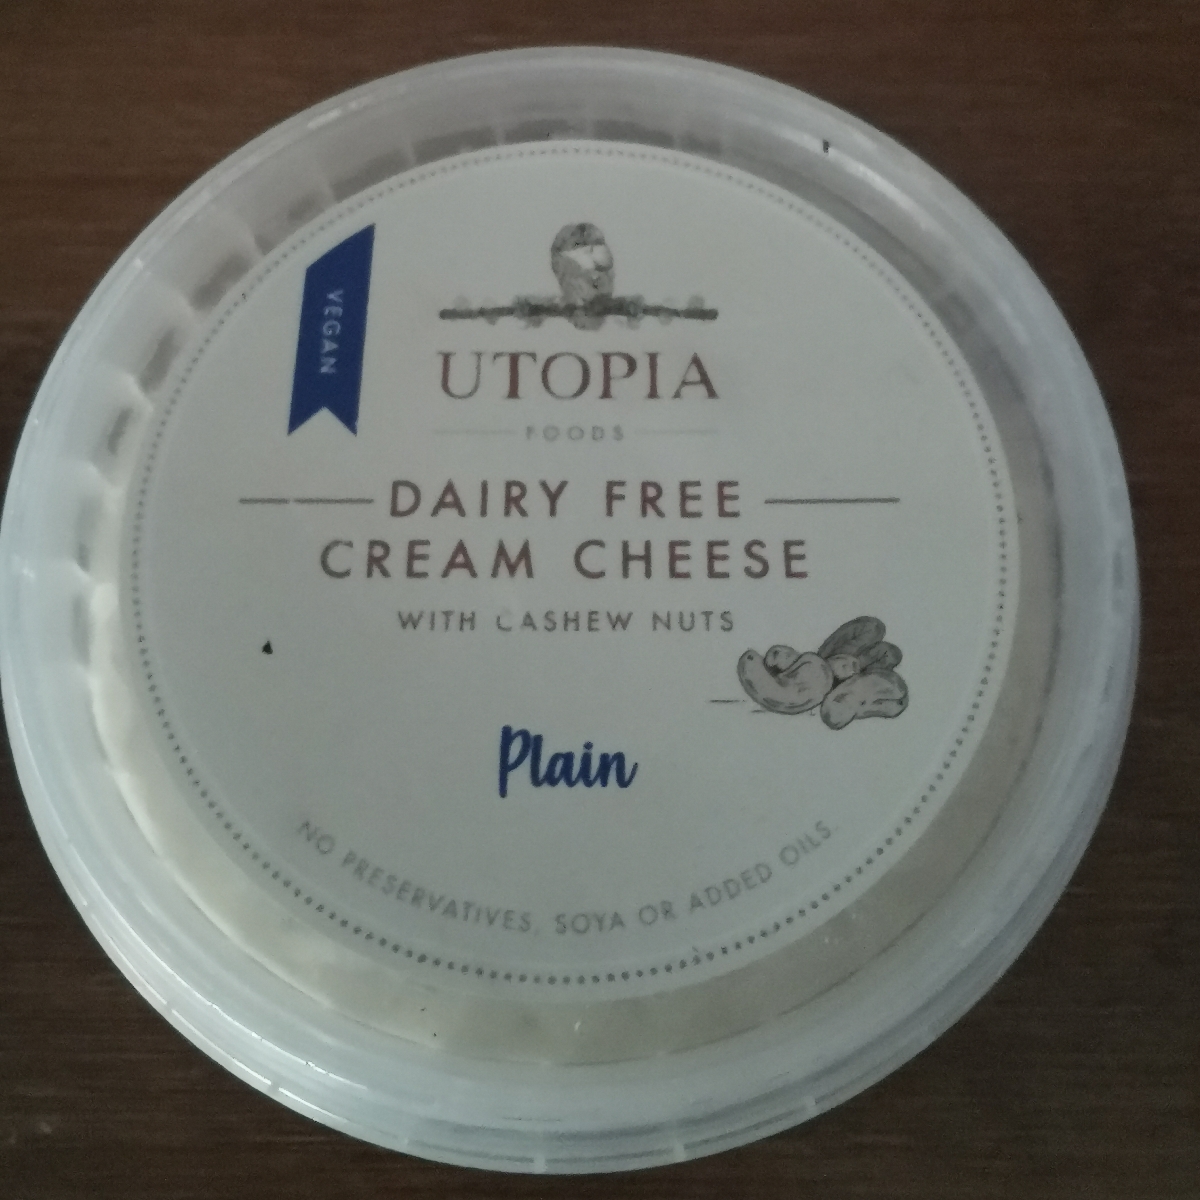 VEGAN
UTOPIA
FOODS
DAIRY FREE
CREAM CHEESE
WITH CASHEW NUTS
Plain
NO PRESERVATIVES, SOYA OR ADDED OILS.